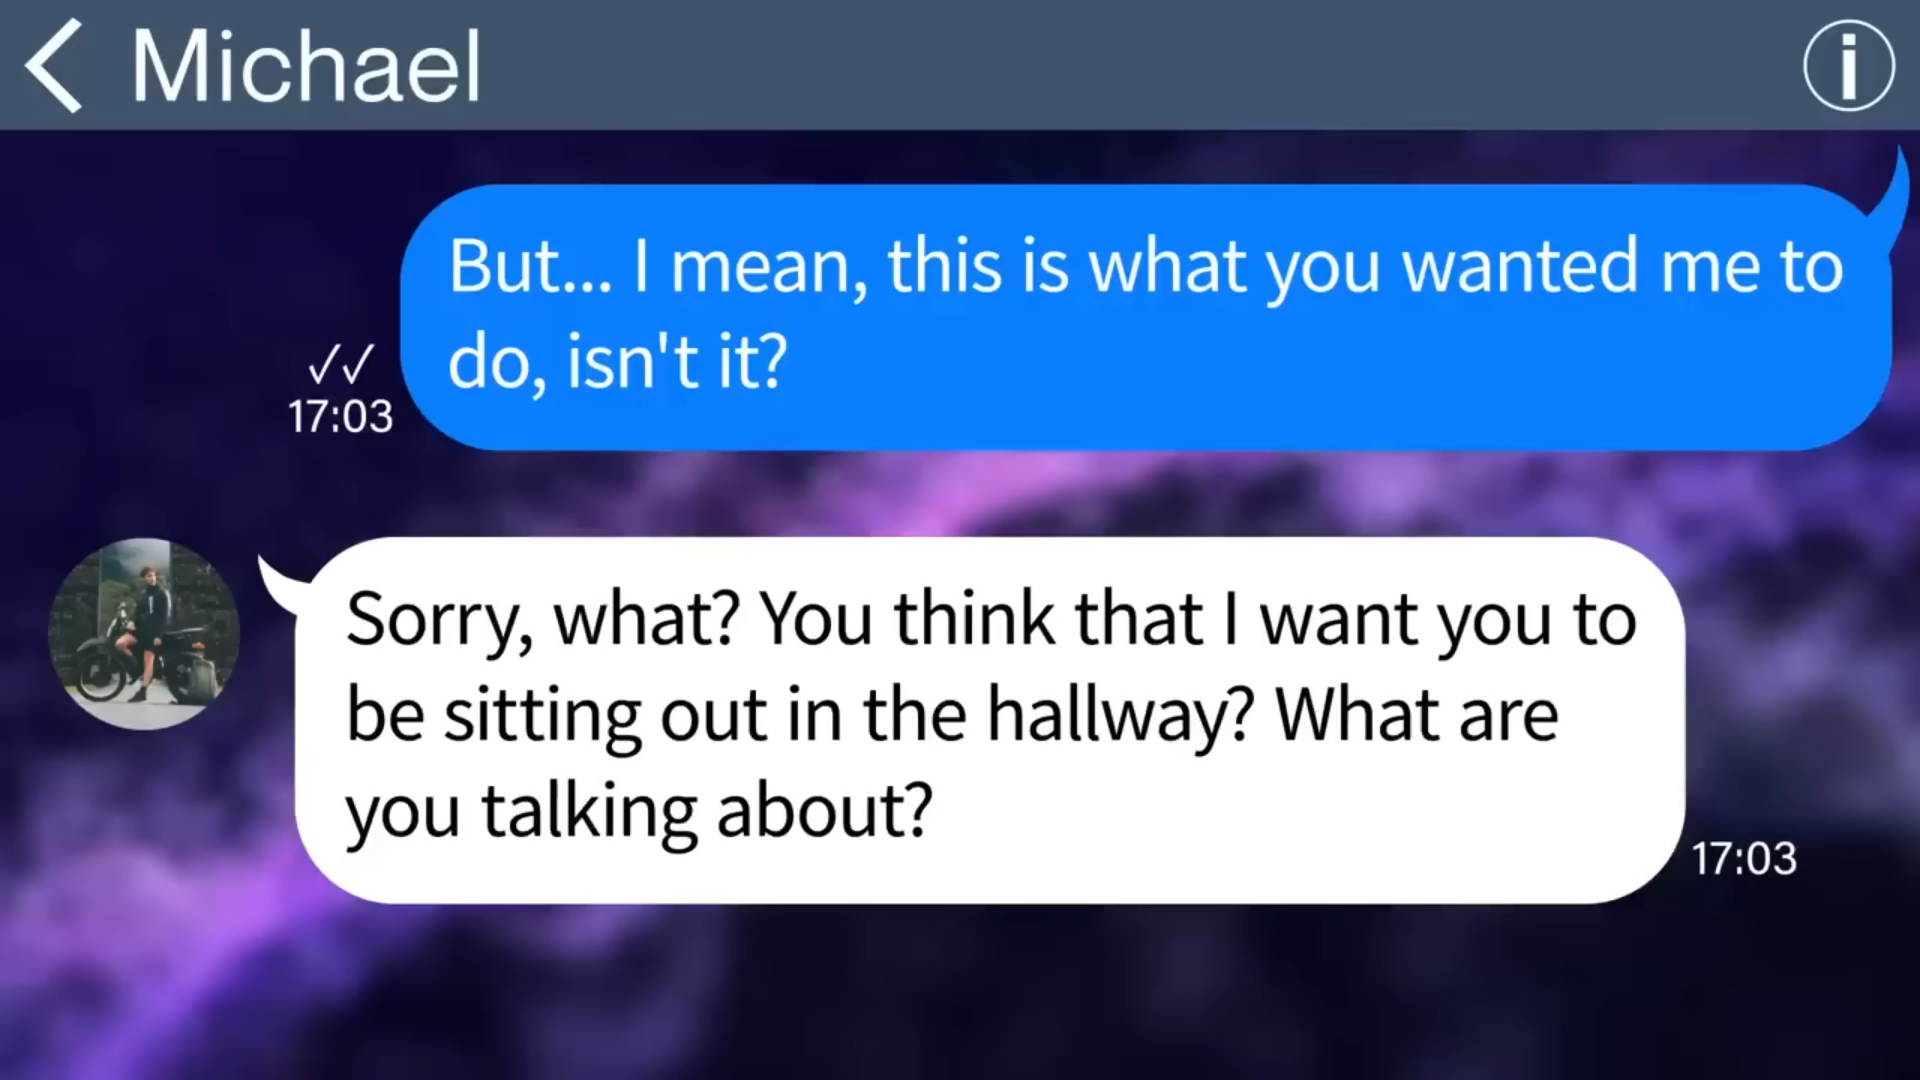 Michael
But... I mean, this is what you wanted me to
do, isn't it?
✓✓
17:03
Sorry, what? You think that I want you to
be sitting out in the hallway? What are
you talking about?
17:03